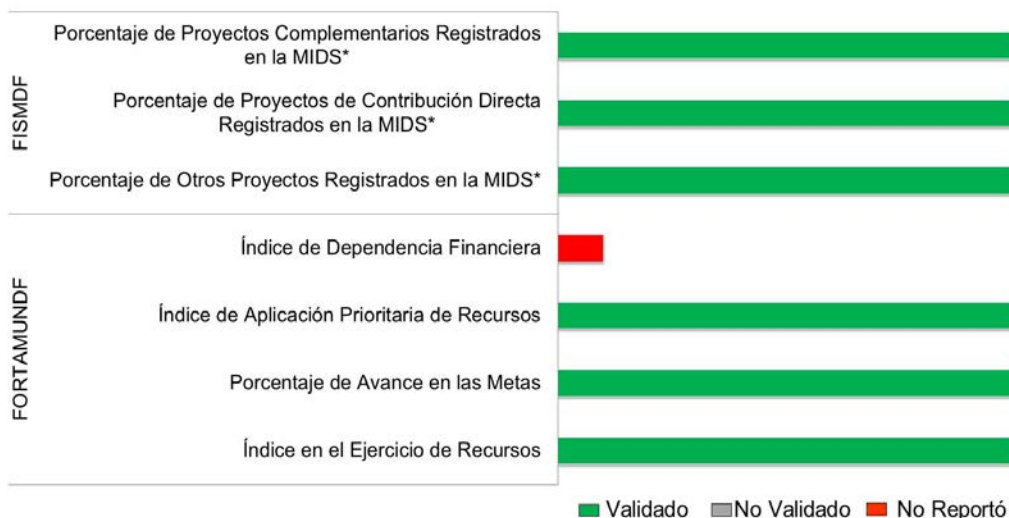 FISMDF
Porcentaje de Proyectos Complementarios Registrados
en la MIDS*
Porcentaje de Proyectos de Contribución Directa
Registrados en la MIDS*
Porcentaje de Otros Proyectos Registrados en la MIDS*
FORTAMUNDF
Índice de Dependencia Financiera
Índice de Aplicación Prioritaria de Recursos
Porcentaje de Avance en las Metas
Índice en el Ejercicio de Recursos
Validado No Validado No Reportó